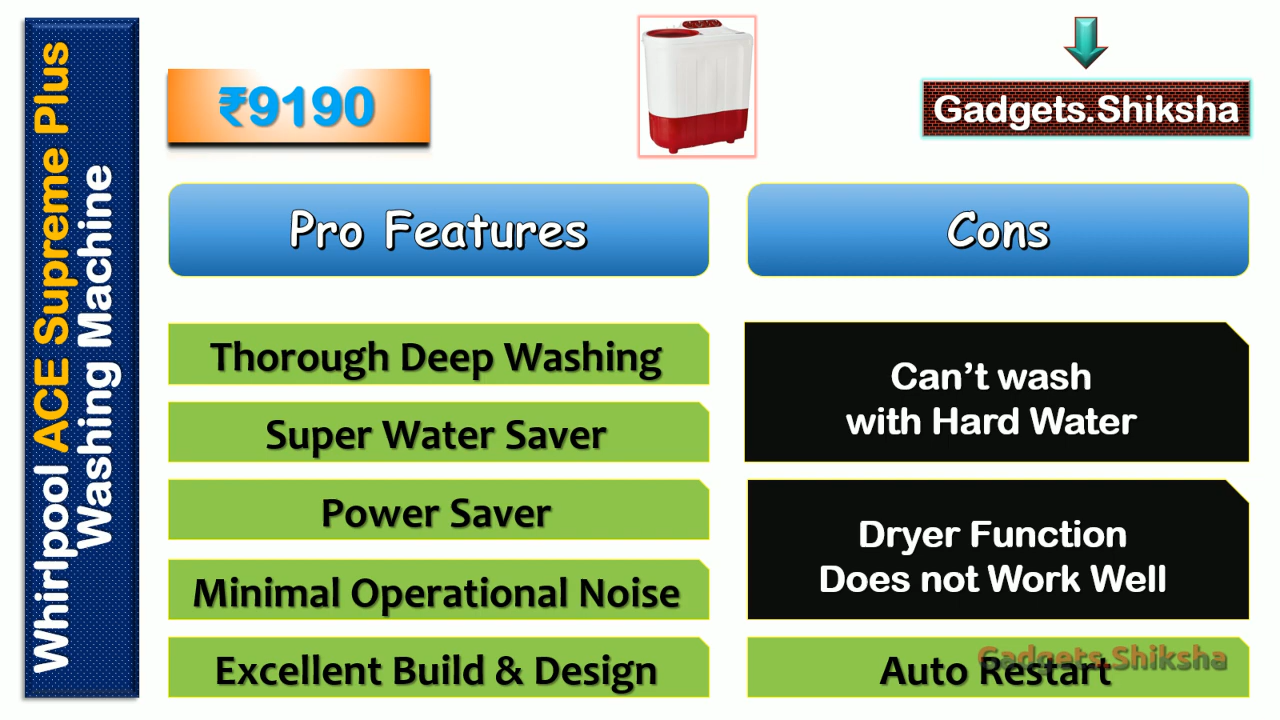 Whirlpool ACE Supreme Plus
Washing Machine
₹9190
Gadgets.Shiksha
Pro Features
Cons
Thorough Deep Washing
Super Water Saver
Power Saver
Minimal Operational Noise
Excellent Build & Design
Can’t wash
with Hard Water
Dryer Function
Does not Work Well
Auto Restart
Gadgets.Shiksha